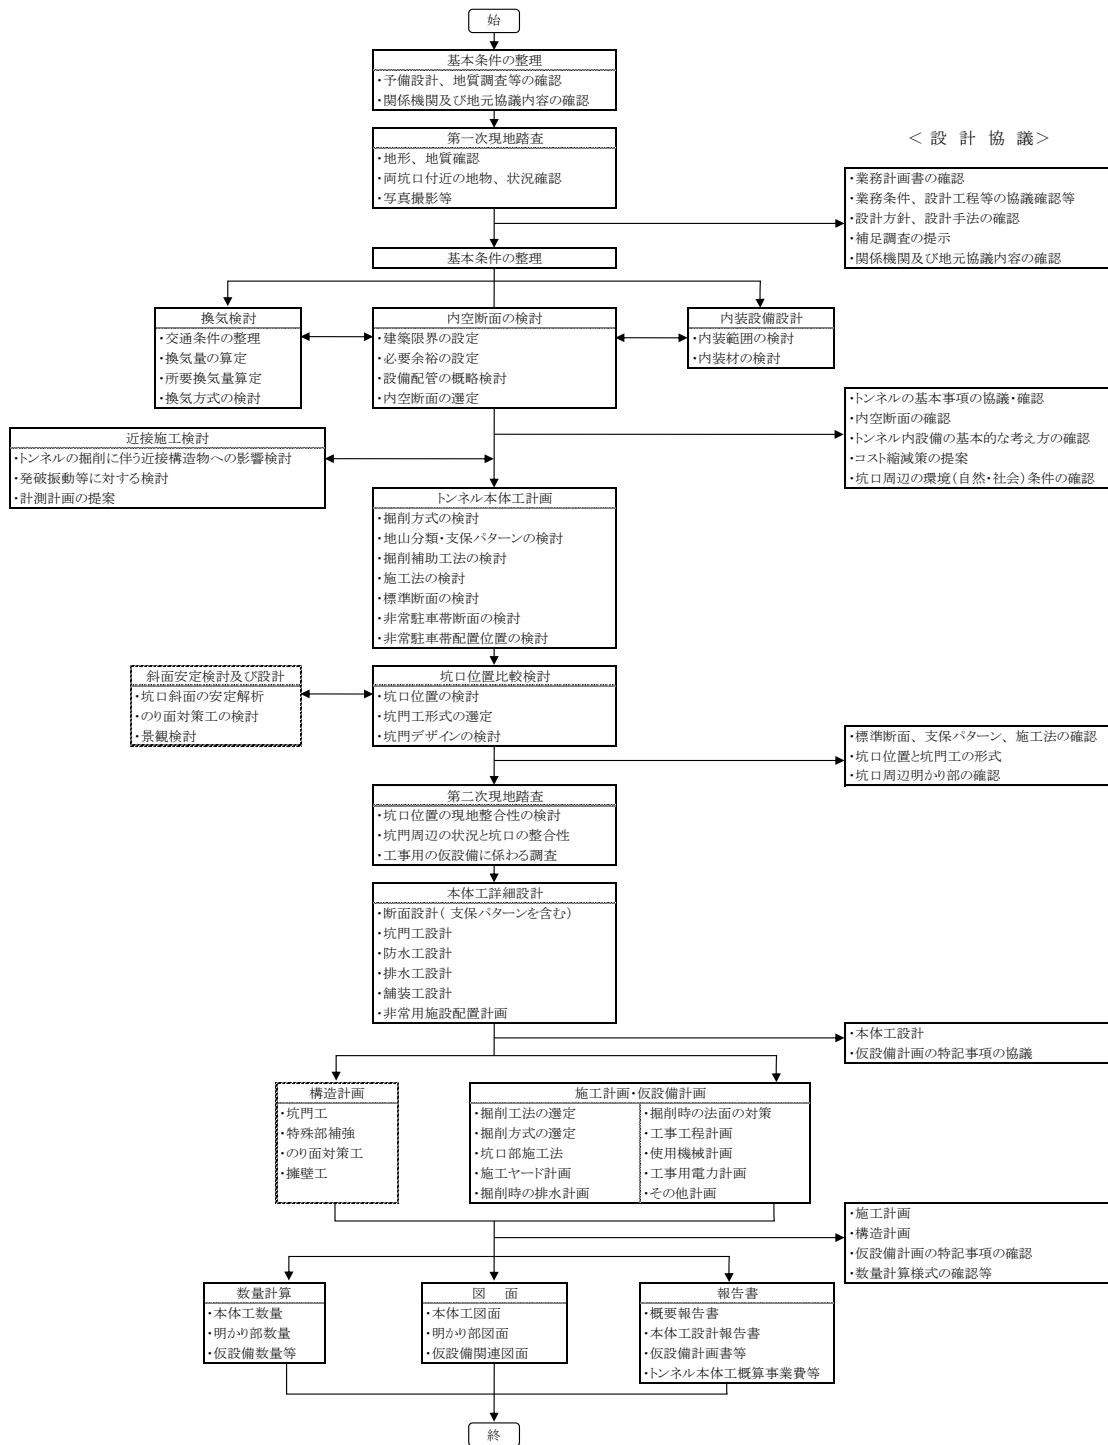 始
基本条件の整理
・予備設計、地質調査等の確認
・関係機関及び地元協議内容の確認
第一次現地踏査
・地形、地質確認
・両坑口付近の地物、状況確認
・写真撮影等
＜ 設 計 協 議＞
・業務計画書の確認
・業務条件、設計工程等の協議確認等
・設計方針、設計手法の確認
・補足調査の提示
・関係機関及び地元協議内容の確認
基本条件の整理
換気検討
・交通条件の整理
・換気量の算定
・所要換気量算定
・換気方式の検討
内空断面の検討
・建築限界の設定
・必要余裕の設定
・設備配管の概略検討
・内空断面の選定
内装設備設計
・内装範囲の検討
・内装材の検討
・トンネルの基本事項の協議・確認
・内空断面の確認
・トンネル内設備の基本的な考え方の確認
・コスト縮減策の提案
・坑口周辺の環境（自然・社会）条件の確認
近接施工検討
・トンネルの掘削に伴う近接構造物への影響検討
・発破振動等に対する検討
・計測計画の提案
トンネル本体工計画
・掘削方式の検討
・地山分類・支保パターンの検討
・掘削補助工法の検討
・施工法の検討
・標準断面の検討
・非常駐車帯断面の検討
・非常駐車帯配置位置の検討
斜面安定検討及び設計
・坑口斜面の安定解析
・のり面対策工の検討
・景観検討
坑口位置比較検討
・坑口位置の検討
・坑門工形式の選定
・坑門デザインの検討
・標準断面、支保パターン、施工法の確認
・坑口位置と坑門工の形式
・坑口周辺明かり部の確認
第二次現地踏査
・坑口位置の現地整合性の検討
・坑門周辺の状況と坑口の整合性
・工事用の仮設備に係わる調査
本体工詳細設計
・断面設計（ 支保パターンを含む）
・坑門工設計
・防水工設計
・排水工設計
・舗装工設計
・非常用施設配置計画
・本体工設計
・仮設備計画の特記事項の協議
構造計画
・坑門工
・特殊部補強
・のり面対策工
・擁壁工
施工計画・仮設備計画
・掘削工法の選定
・掘削方式の選定
・坑口部施工法
・施工ヤード計画
・掘削時の排水計画
・掘削時の法面の対策
・工事工程計画
・使用機械計画
・工事用電力計画
・その他計画
・施工計画
・構造計画
・仮設備計画の特記事項の確認
・数量計算様式の確認等
数量計算
・本体工数量
・明かり部数量
・仮設備数量等
図 面
・本体工図面
・明かり部図面
・仮設備関連図面
報告書
・概要報告書
・本体工設計報告書
・仮設備計画書等
・トンネル本体工概算事業費等
終